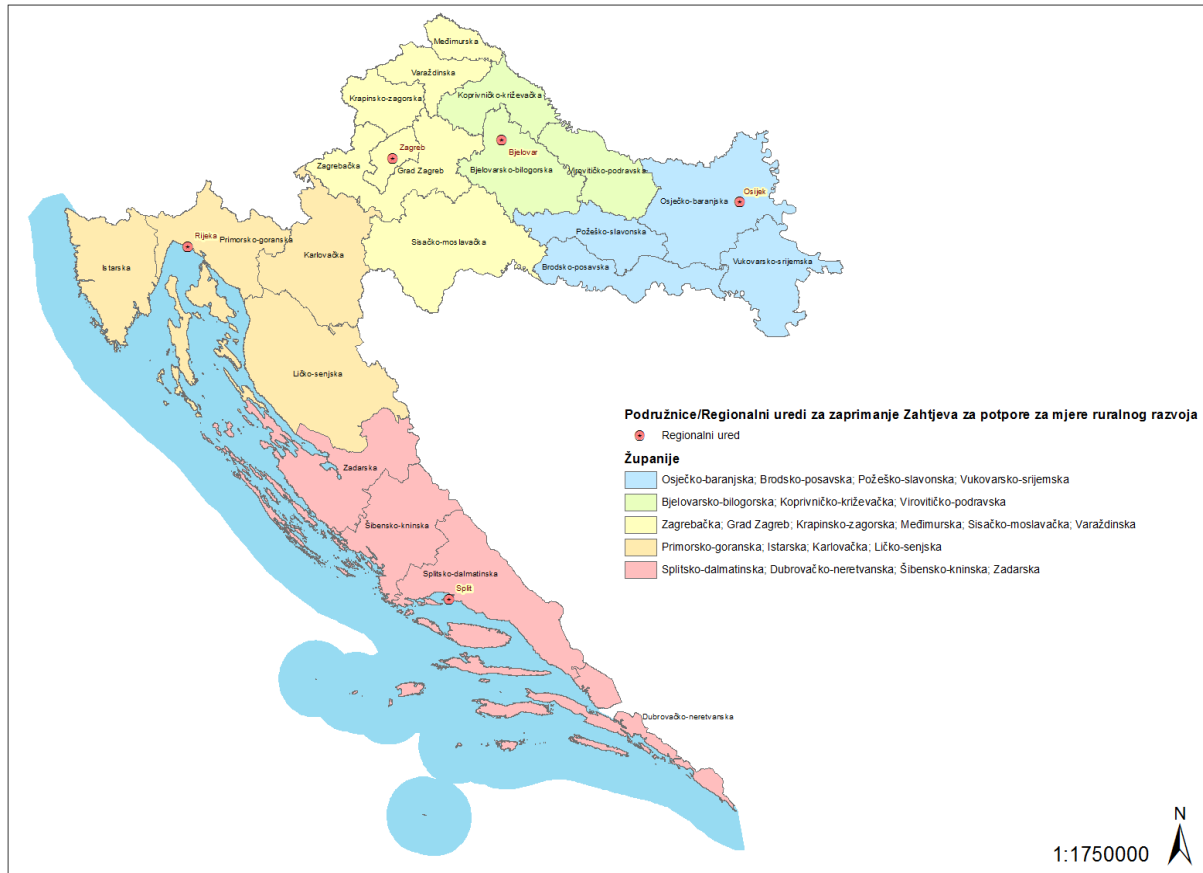 Međimurska
Varaždinska
Koprivničko-križevačka
Krapinsko-zagorska
Zagreb
Bjelovar
Zagrebačka
Grad Zagreb
Bjelovarsko-bilogorska
Virovitičko-podravska
Osijek
Osječko-baranjska
Rijeka
Primorsko-goranska
Požeško-slavonska
Sisačko-moslavačka
Karlovačka
Istarska
Brodsko-posavska
Vukovarsko-srijemska
Ličko-senjska
Podružnice/Regionalni uredi za zaprimanje Zahtjeva za potpore za mjere ruralnog razvoja
Regionalni ured
Županije
Osječko-baranjska; Brodsko-posavska; Požeško-slavonska; Vukovarsko-srijemska
Bjelovarsko-bilogorska; Koprivničko-križevačka; Virovitičko-podravska
Zagrebačka; Grad Zagreb; Krapinsko-zagorska; Međimurska; Sisačko-moslavačka; Varaždinska
Primorsko-goranska; Istarska; Karlovačka; Ličko-senjska
Splitsko-dalmatinska; Dubrovačko-neretvanska; Šibensko-kninska; Zadarska
Zadarska
Šibensko-kninska
Splitsko-dalmatinska
Split
Dubrovačko-neretvanska
N
1:1750000